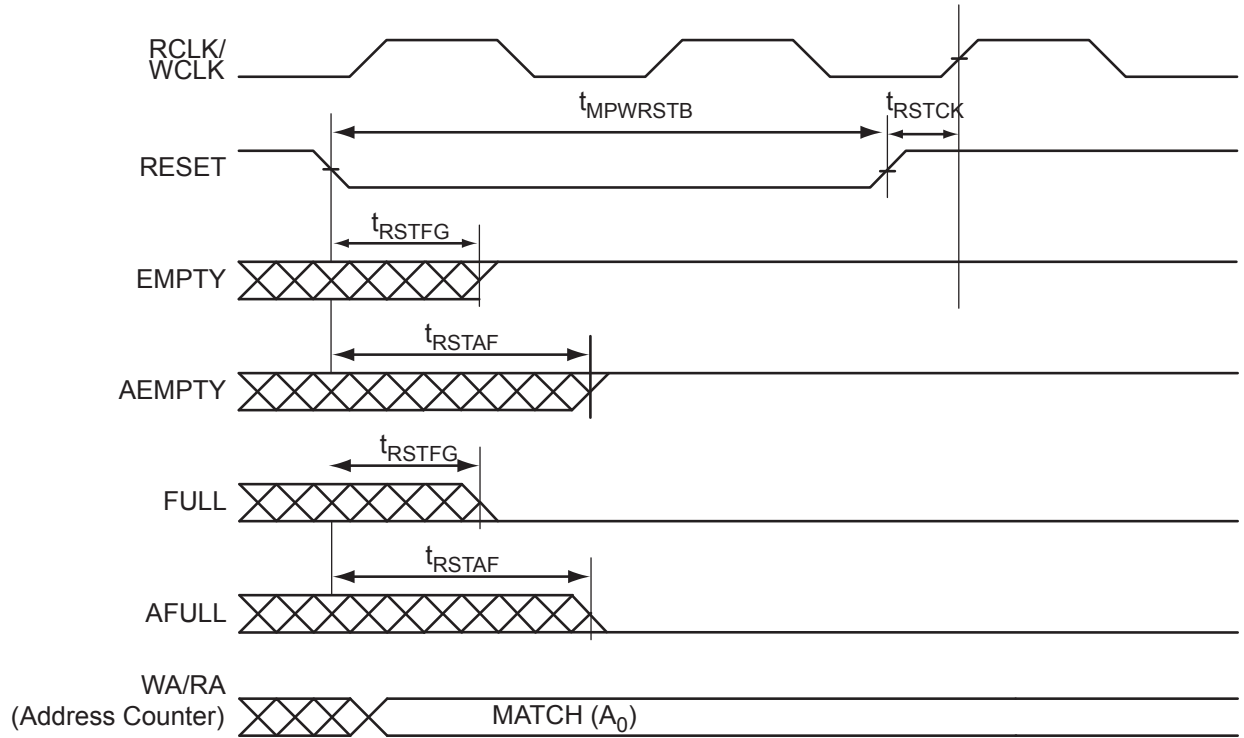 RCLK/
WCLK
tMPWRSTB
tRSTCK
RESET
tRSTFG
EMPTY
tRSTAF
AEMPTY
tRSTFG
FULL
tRSTAF
AFULL
WA/RA
(Address Counter)
MATCH (A0)